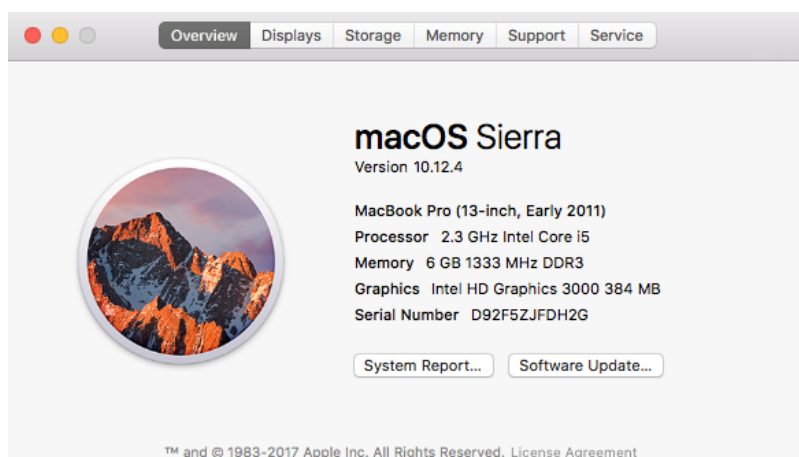 Overview Displays Storage Memory Support Service
macOS Sierra
Version 10.12.4
MacBook Pro (13-inch, Early 2011)
Processor 2.3 GHz Intel Core i5
Memory 6 GB 1333 MHz DDR3
Graphics Intel HD Graphics 3000 384 MB
Serial Number D92F5ZJFDH2G
System Report... Software Update...
™ and © 1983-2017 Apple Inc. All Rights Reserved. License Agreement